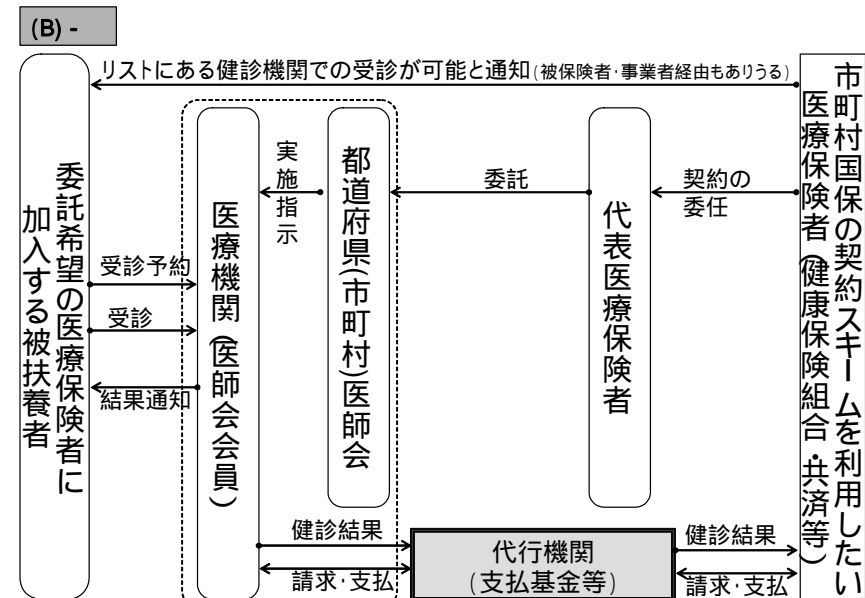 (B) -
リストにある健診機関での受診が可能と通知(被保険者・事業者経由もありうる)
委託希望の医療保険者に
加入する被扶養者
受診予約
受診
結果通知
医療機関(医師会会員)
実施指示
都道府県(市町村)医師会
委託
代表医療保険者
契約の
委任
市町村国保の契約スキームを利用したい
医療保険者(健康保険組合・共済等)
健診結果
請求・支払
代行機関
(支払基金等)
健診結果
請求・支払